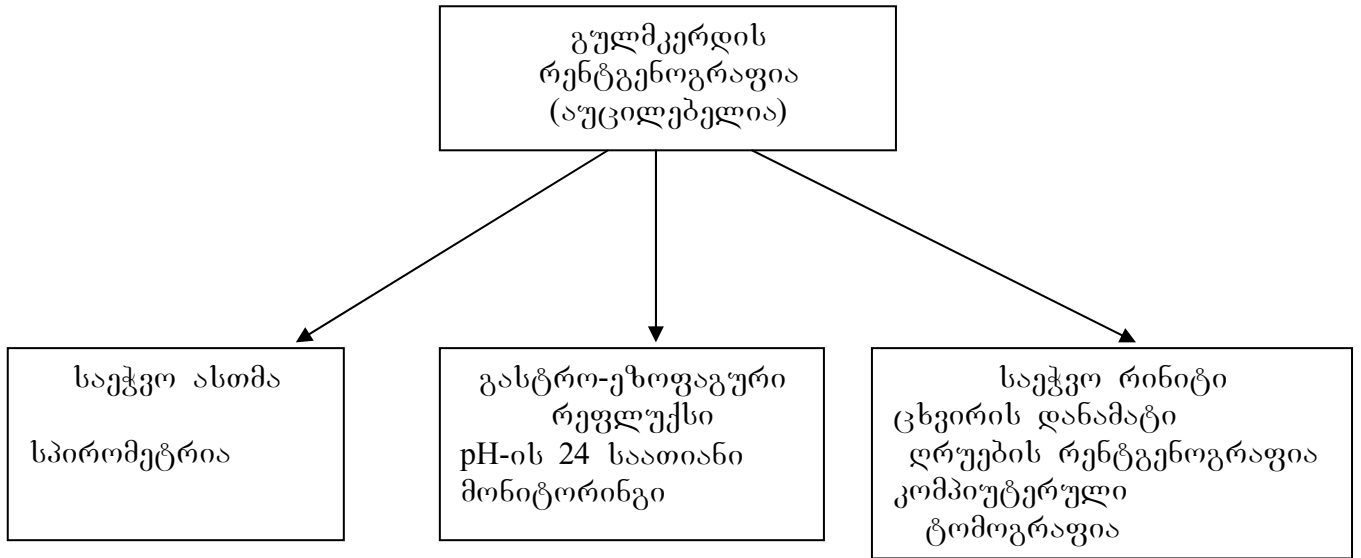 გულმკერდის
რენტგენოგრაფია
(აუცილებელია)
საეჭვო ასთმა
სპირომეტრია
გასტრო-ეზოფაგური
რეფლუქსი
pH-ის 24 საათიანი
მონიტორინგი
საეჭვო რინიტი
ცხვირის დანამატი
ღრუების რენტგენოგრაფია
კომპიუტერული
ტომოგრაფია